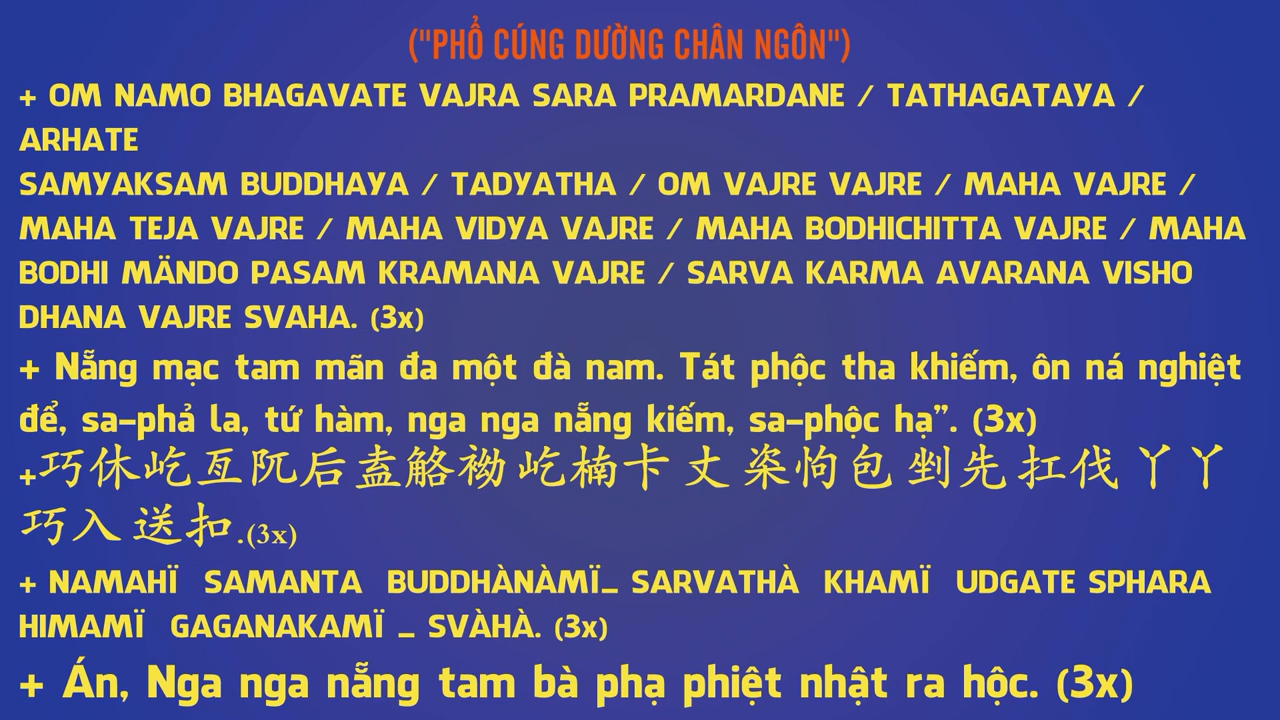 ("PHỔ CÚNG DƯỜNG CHÂN NGÔN")
+ OM NAMO BHAGAVATE VAJRA SARA PRAMARDANE / TATHAGATAYA /
ARHATE
SAMYAKSAM BUDDHAYA / TADYATHA / OM VAJRE VAJRE / MAHA VAJRE /
MAHA TEJA VAJRE / MAHA VIDYA VAJRE / MAHA BODHICHITTA VAJRE / MAHA
BODHI MÄNDO PASAM KRAMANA VAJRE / SARVA KARMA AVARANA VISHO
DHANA VAJRE SVAHA. (3x)
+ Nẵng mạc tam mãn đa một đà nam. Tát phộc tha khiếm, ôn ná nghiệt
để, sa-phả la, tứ hàm, nga nga nẵng kiếm, sa-phộc hạ”. (3x)
+巧休屹亙阢后盍觡袎屹楠卡丈粢怐包剉先扛伐丫丫
巧入送扣.(3x)
+ NAMAHÏ SAMANTA BUDDHÀNÀMÏ_ SARVATHÀ KHAMÏ UDGATE SPHARA
HIMAMÏ GAGANAKAMÏ _ SVÀHÀ. (3x)
+ Án, Nga nga nẵng tam bà phạ phiệt nhật ra hộc. (3x)